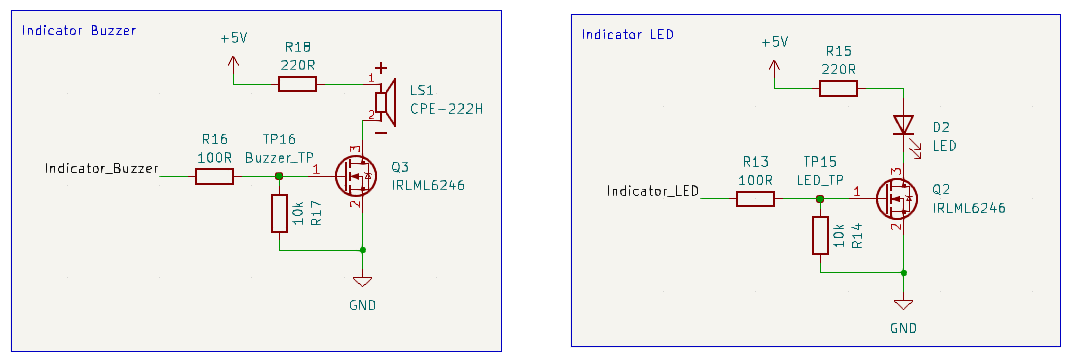 Indicator Buzzer
+5V
R18
220R
+
1
LS1
CPE-222H
2
-
R16
100R
TP16
Buzzer_TP
Indicator_Buzzer
1
3
Q3
IRLML6246
2
10k
R17
GND
Indicator LED
+5V
R15
220R
D2
LED
R13
100R
TP15
LED_TP
Indicator_LED
1
3
Q2
IRLML6246
2
10k
R14
GND